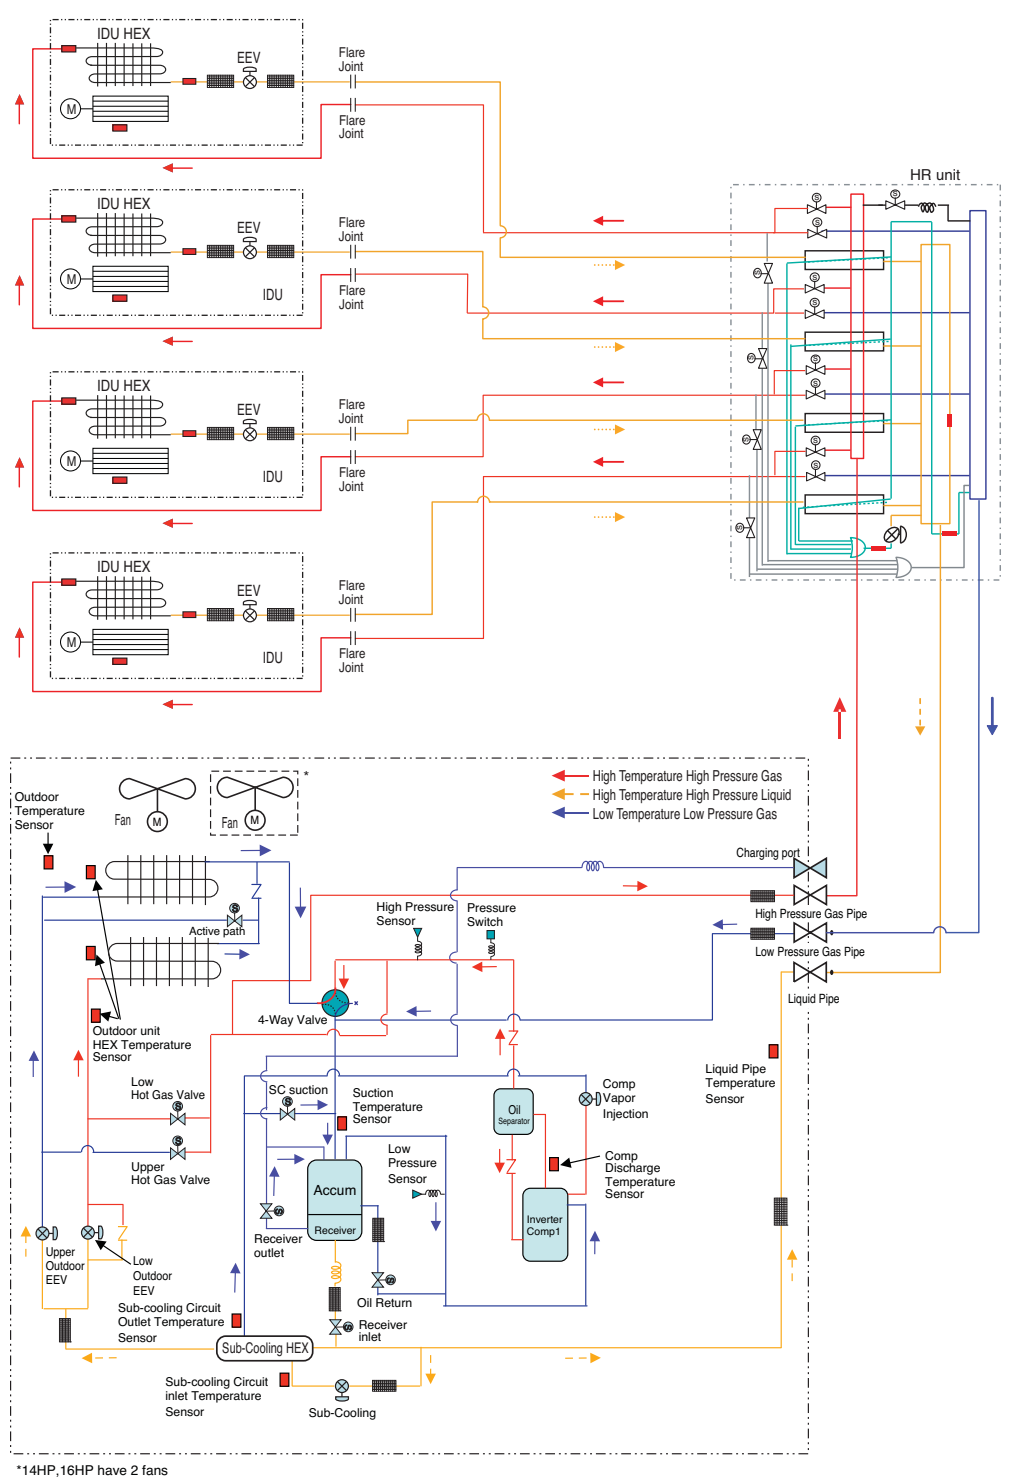 IDU HEX
EEV
M
Flare
Joint
Flare
Joint
HR unit
IDU HEX
EEV
M
IDU
Flare
Joint
Flare
Joint
IDU HEX
EEV
M
IDU
Flare
Joint
Flare
Joint
IDU HEX
EEV
M
IDU
Flare
Joint
Flare
Joint
S
S
S
S
S
S
S
S
S
S
S
S
S
High Temperature High Pressure Gas
High Temperature High Pressure Liquid
Low Temperature Low Pressure Gas
Outdoor
Temperature
Sensor
Fan
M
Fan
M
*
Charging port
High Pressure Gas Pipe
Low Pressure Gas Pipe
Liquid Pipe
High Pressure
Sensor
Pressure
Switch
S
Active path
4-Way Valve
Outdoor unit
HEX Temperature
Sensor
Low
Hot Gas Valve
S
Upper
Hot Gas Valve
S
SC suction
S
Suction
Temperature
Sensor
Oil
Separator
Comp
Vapor
Injection
Liquid Pipe
Temperature
Sensor
Low
Pressure
Sensor
Comp
Discharge
Temperature
Sensor
Accum
Receiver
Inverter
Comp1
Receiver
outlet
S
Upper
Outdoor
EEV
Low
Outdoor
EEV
S
Oil Return
Sub-cooling Circuit
Outlet Temperature
Sensor
S
Receiver
inlet
Sub-Cooling HEX
Sub-cooling Circuit
inlet Temperature
Sensor
Sub-Cooling
*14HP,16HP have 2 fans